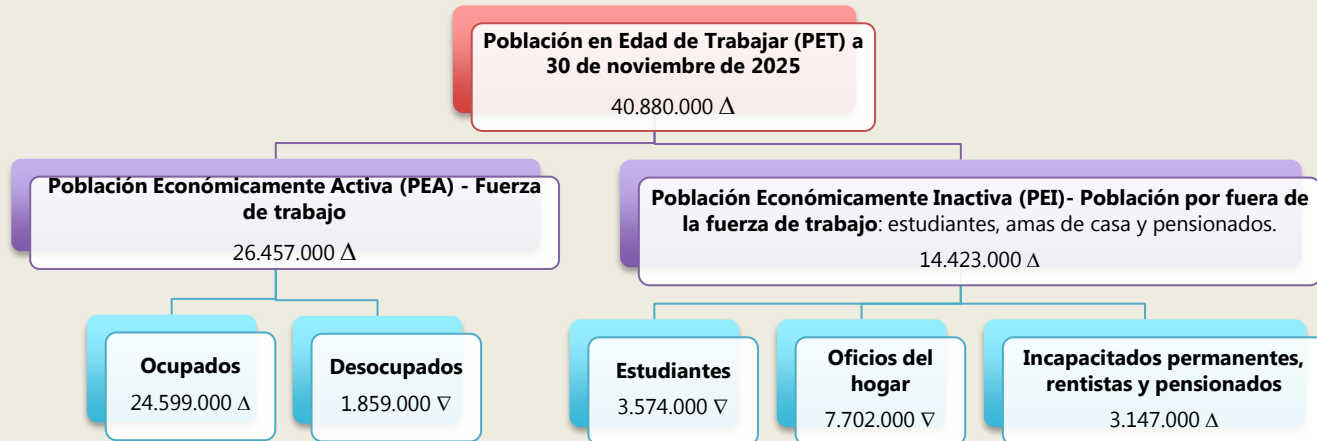 Población en Edad de Trabajar (PET) a
30 de noviembre de 2025
40.880.000 Δ
Población Económicamente Activa (PEA) - Fuerza
de trabajo
26.457.000 Δ
Población Económicamente Inactiva (PEI)- Población por fuera de
la fuerza de trabajo: estudiantes, amas de casa y pensionados.
14.423.000 Δ
Ocupados
24.599.000 Δ
Desocupados
1.859.000 ∇
Estudiantes
3.574.000 ∇
Oficios del
hogar
7.702.000 ∇
Incapacitados permanentes,
rentistas y pensionados
3.147.000 Δ